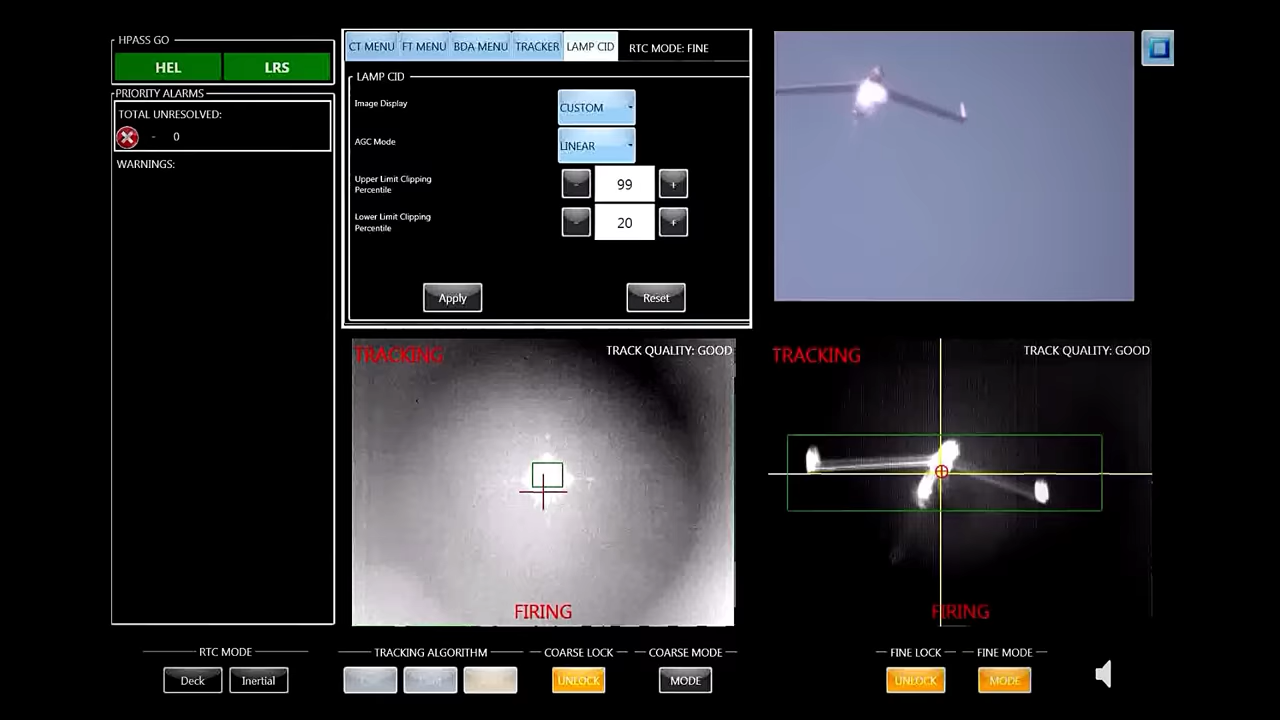 HPASS GO
HEL LRS
PRIORITY ALARMS
TOTAL UNRESOLVED:
- 0
WARNINGS:
CT MENU FT MENU BDA MENU TRACKER LAMP CID RTC MODE: FINE
LAMP CID
Image Display CUSTOM
AGC Mode LINEAR
Upper Limit Clipping
Percentile - 99 +
Lower Limit Clipping
Percentile - 20 +
Apply Reset
TRACKING TRACK QUALITY: GOOD
FIRING
TRACKING TRACK QUALITY: GOOD
FIRING
RTC MODE TRACKING ALGORITHM COARSE LOCK COARSE MODE FINE LOCK FINE MODE
Deck Inertial UNLOCK MODE UNLOCK MODE